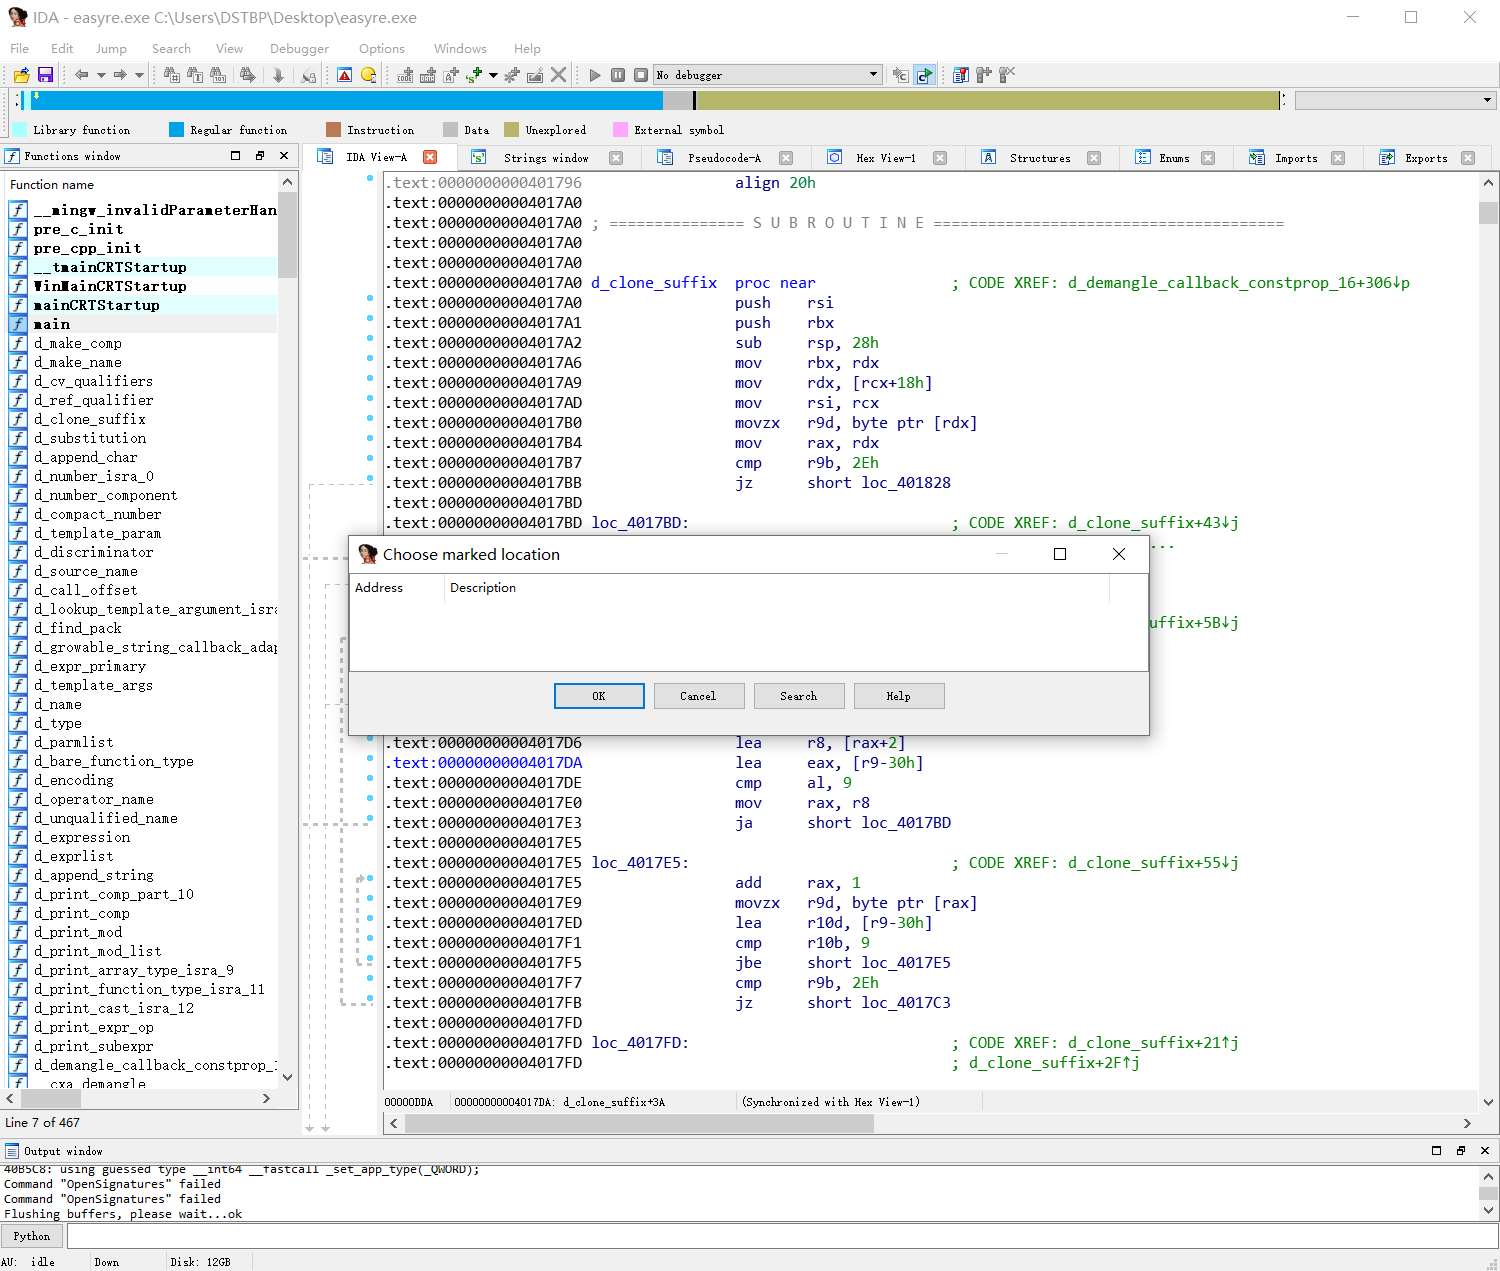 IDA - easyre.exe C:\Users\DSTBP\Desktop\easyre.exe
File Edit Jump Search View Debugger Options Windows Help
No debugger
Library function Regular function Instruction Data Unexplored External symbol
Functions window
IDA View-A Strings window Pseudocode-A Hex View-1 Structures Enums Imports Exports
Function name
__mingw_invalidParameterHan
pre_c_init
pre_cpp_init
__tmainCRTStartup
WinMainCRTStartup
mainCRTStartup
main
d_make_comp
d_make_name
d_cv_qualifiers
d_ref_qualifier
d_clone_suffix
d_substitution
d_append_char
d_number_isra_0
d_number_component
d_compact_number
d_template_param
d_discriminator
d_source_name
d_call_offset
d_lookup_template_argument_isra
d_find_pack
d_growable_string_callback_adap
d_expr_primary
d_template_args
d_name
d_type
d_parmlist
d_bare_function_type
d_encoding
d_operator_name
d_unqualified_name
d_expression
d_exprlist
d_append_string
d_print_comp_part_10
d_print_comp
d_print_mod
d_print_mod_list
d_print_array_type_isra_9
d_print_function_type_isra_11
d_print_cast_isra_12
d_print_expr_op
d_print_subexpr
d_demangle_callback_constprop_
__cxa_demangle
Line 7 of 467
.text:0000000000401796 align 20h
.text:00000000004017A0
.text:00000000004017A0 ; =============== S U B R O U T I N E =======================================
.text:00000000004017A0
.text:00000000004017A0
.text:00000000004017A0 d_clone_suffix proc near ; CODE XREF: d_demangle_callback_constprop_16+306↓p
.text:00000000004017A0 push rsi
.text:00000000004017A1 push rbx
.text:00000000004017A2 sub rsp, 28h
.text:00000000004017A6 mov rbx, rdx
.text:00000000004017A9 mov rdx, [rcx+18h]
.text:00000000004017AD mov rsi, rcx
.text:00000000004017B0 movzx r9d, byte ptr [rdx]
.text:00000000004017B4 mov rax, rdx
.text:00000000004017B7 cmp r9b, 2Eh
.text:00000000004017BB jz short loc_401828
.text:00000000004017BD
.text:00000000004017BD loc_4017BD: ; CODE XREF: d_clone_suffix+43↓j
...
Choose marked location
Address Description
uffix+5B↓j
OK Cancel Search Help
.text:00000000004017D6 lea r8, [rax+2]
.text:00000000004017DA lea eax, [r9-30h]
.text:00000000004017DE cmp al, 9
.text:00000000004017E0 mov rax, r8
.text:00000000004017E3 ja short loc_4017BD
.text:00000000004017E5
.text:00000000004017E5 loc_4017E5: ; CODE XREF: d_clone_suffix+55↓j
.text:00000000004017E5 add rax, 1
.text:00000000004017E9 movzx r9d, byte ptr [rax]
.text:00000000004017ED lea r10d, [r9-30h]
.text:00000000004017F1 cmp r10b, 9
.text:00000000004017F5 jbe short loc_4017E5
.text:00000000004017F7 cmp r9b, 2Eh
.text:00000000004017FB jz short loc_4017C3
.text:00000000004017FD
.text:00000000004017FD loc_4017FD: ; CODE XREF: d_clone_suffix+21↑j
.text:00000000004017FD ; d_clone_suffix+2F↑j
00000DDA 00000000004017DA: d_clone_suffix+3A (Synchronized with Hex View-1)
Output window
40B5C8: using guessed type __int64 __fastcall _set_app_type(_QWORD);
Command "OpenSignatures" failed
Command "OpenSignatures" failed
Flushing buffers, please wait...ok
Python
AU: idle Down Disk: 12GB